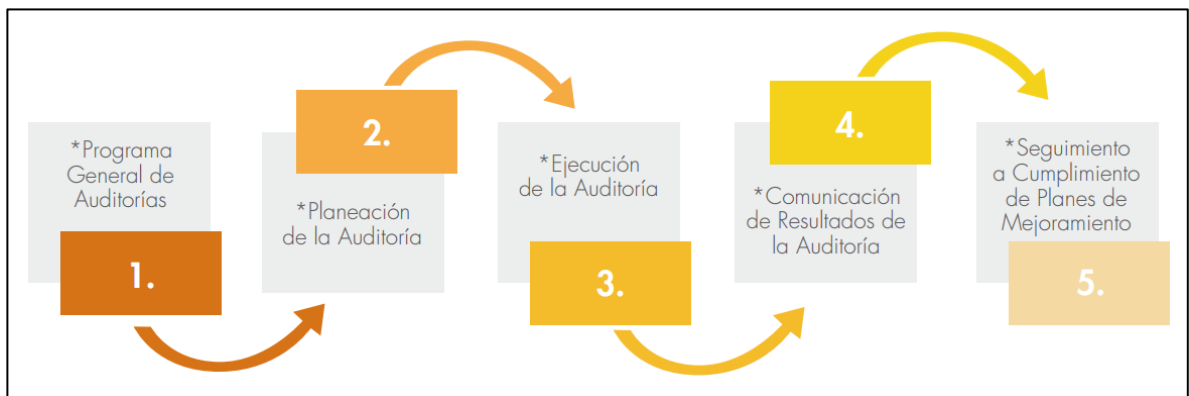 *Programa
General de
Auditorías
1.
2.
*Planeación
de la Auditoría
*Ejecución
de la Auditoría
3.
4.
*Comunicación
de Resultados de
la Auditoría
*Seguimiento
a Cumplimiento
de Planes de
Mejoramiento
5.